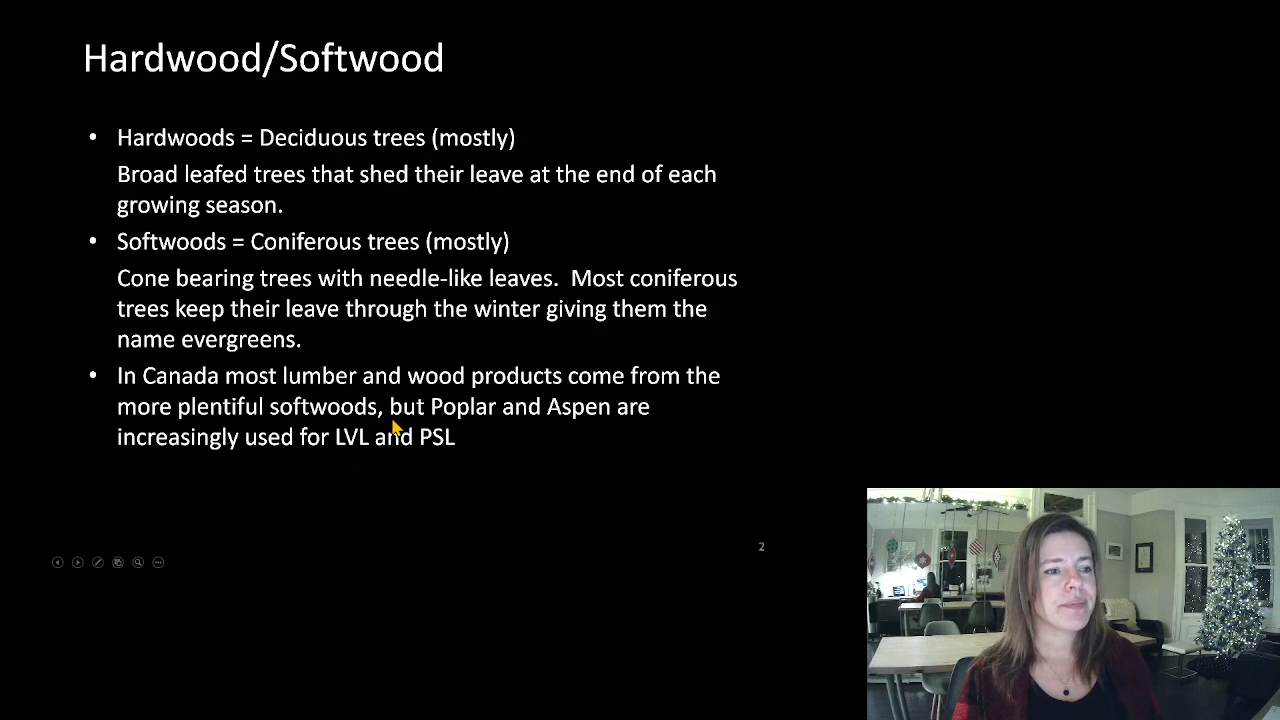 Hardwood/Softwood
• Hardwoods = Deciduous trees (mostly)
Broad leafed trees that shed their leave at the end of each
growing season.
• Softwoods = Coniferous trees (mostly)
Cone bearing trees with needle-like leaves.  Most coniferous
trees keep their leave through the winter giving them the
name evergreens.
• In Canada most lumber and wood products come from the
more plentiful softwoods, but Poplar and Aspen are
increasingly used for LVL and PSL
2